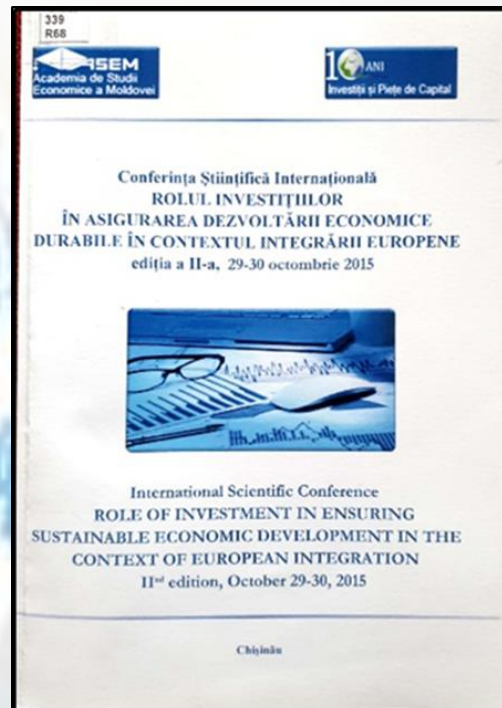 339
R68
ASEM
Academia de Studii
Economice a Moldovei
10 ANI
Investiții și Piețe de Capital
Conferința Științifică Internațională
ROLUL INVESTIȚIILOR
ÎN ASIGURAREA DEZVOLTĂRII ECONOMICE
DURABILE ÎN CONTEXTUL INTEGRĂRII EUROPENE
ediția a II-a, 29-30 octombrie 2015
International Scientific Conference
ROLE OF INVESTMENT IN ENSURING
SUSTAINABLE ECONOMIC DEVELOPMENT IN THE
CONTEXT OF EUROPEAN INTEGRATION
IInd edition, October 29-30, 2015
Chișinău